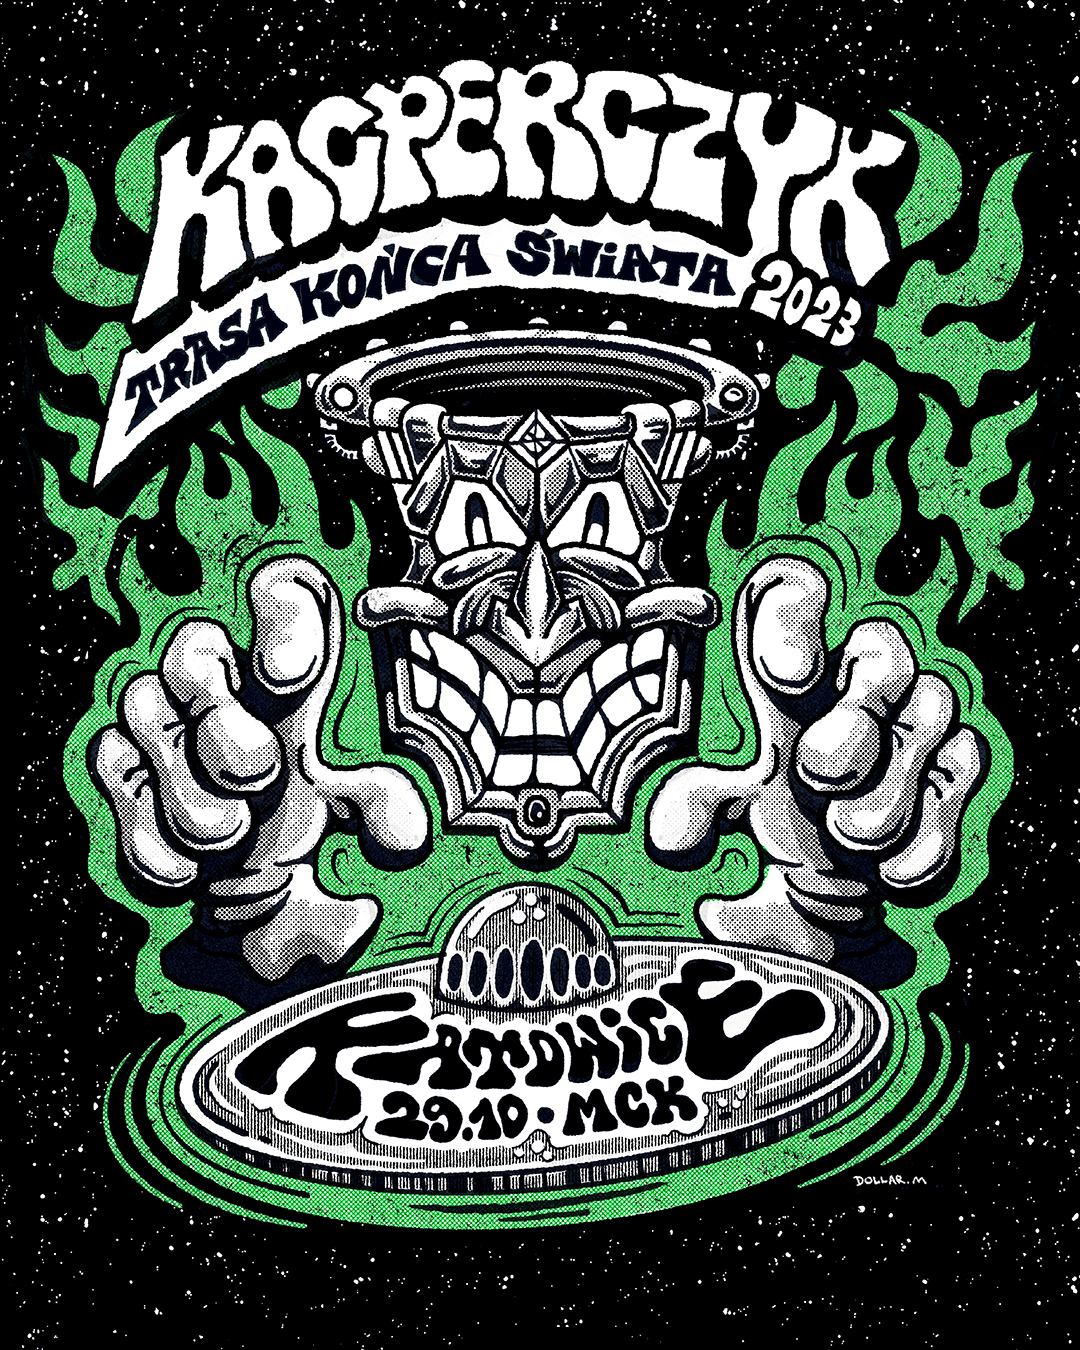 KACPERCZYK
TRASA KOŃCA ŚWiATA
2023
KATOWiCE
29.10 · MCK
DOLLAR.M